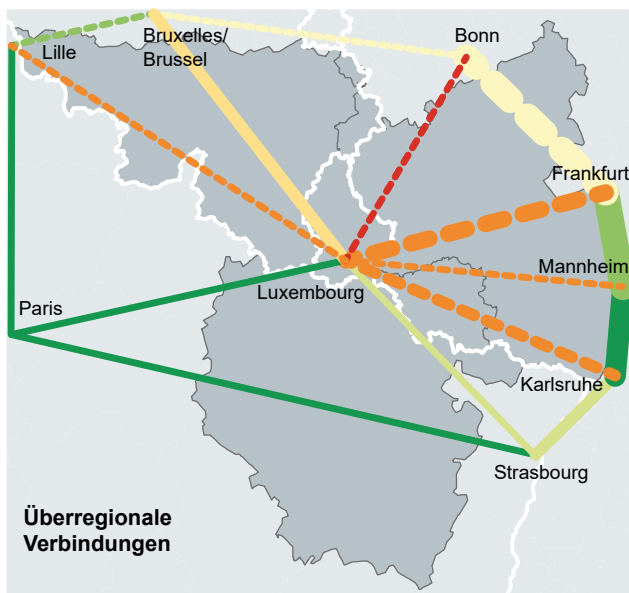 Lille
Bruxelles/
Brussel
Bonn
Frankfurt
Mannheim
Luxembourg
Paris
Karlsruhe
Strasbourg
Überregionale
Verbindungen